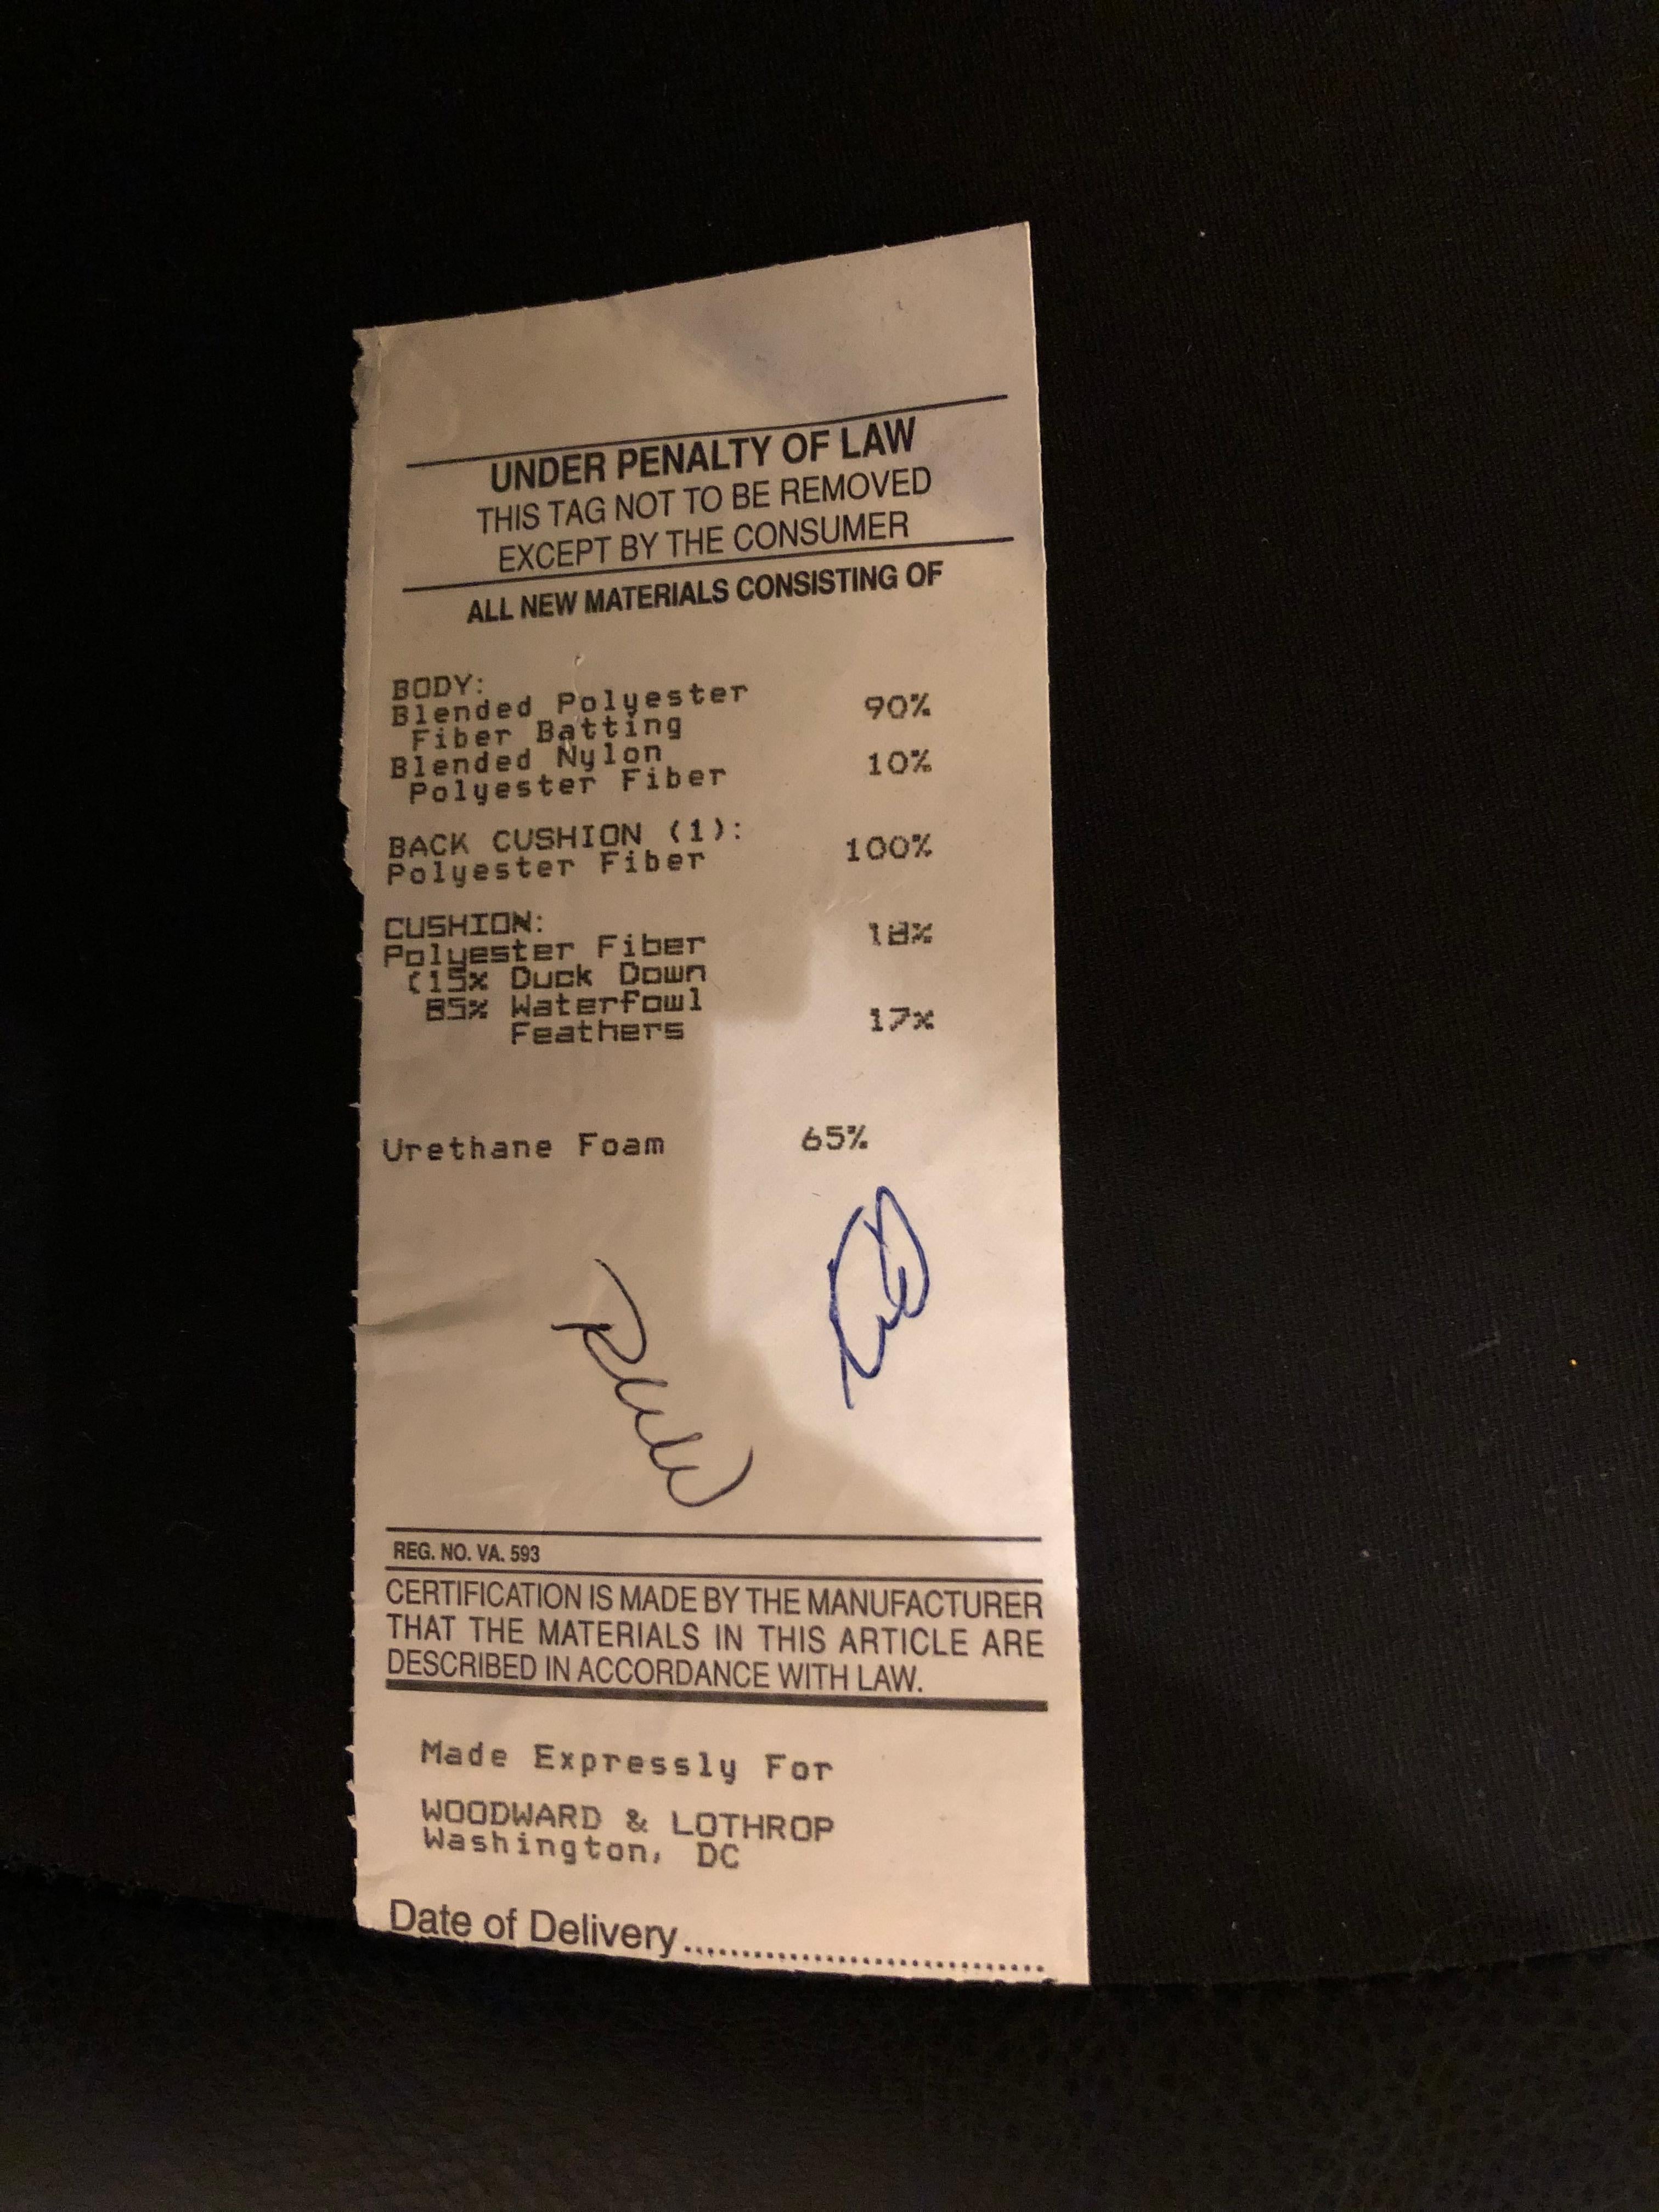 UNDER PENALTY OF LAW
THIS TAG NOT TO BE REMOVED
EXCEPT BY THE CONSUMER
ALL NEW MATERIALS CONSISTING OF
BODY:
Blended Polyester 90%
Fiber Batting
Blended Nylon 10%
Polyester Fiber
BACK CUSHION (1):
Polyester Fiber 100%
CUSHION:
Polyester Fiber 18%
(15% Duck Down
85% Waterfowl
Feathers 17%
Urethane Foam 65%
REG. NO. VA. 593
CERTIFICATION IS MADE BY THE MANUFACTURER
THAT THE MATERIALS IN THIS ARTICLE ARE
DESCRIBED IN ACCORDANCE WITH LAW.
Made Expressly For
WOODWARD & LOTHROP
Washington, DC
Date of Delivery..............................